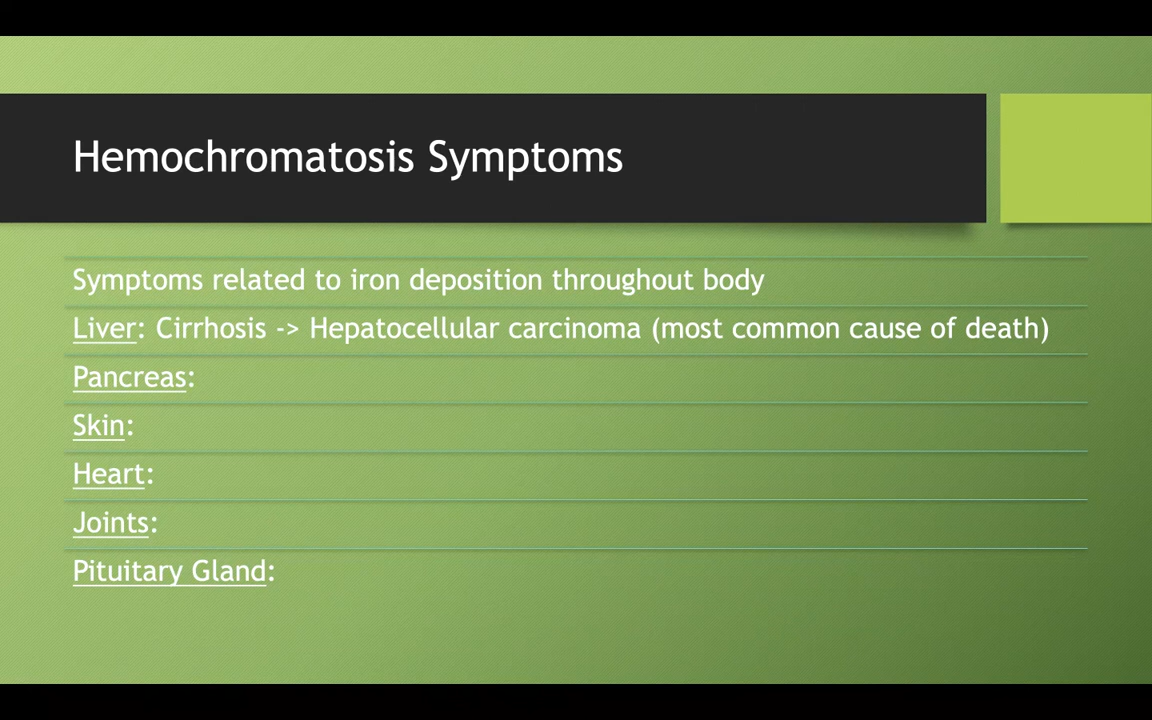 Hemochromatosis Symptoms
Symptoms related to iron deposition throughout body
Liver: Cirrhosis -> Hepatocellular carcinoma (most common cause of death)
Pancreas:
Skin:
Heart:
Joints:
Pituitary Gland: